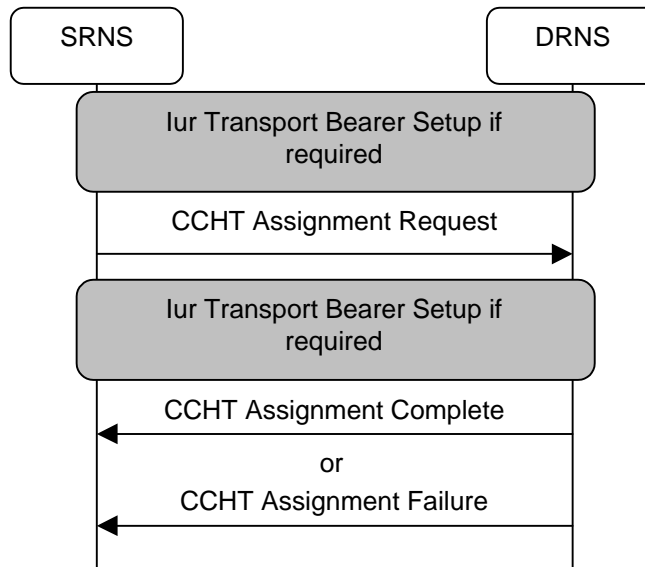 SRNS
DRNS
Iur Transport Bearer Setup if
required
CCHT Assignment Request
Iur Transport Bearer Setup if
required
CCHT Assignment Complete
or
CCHT Assignment Failure